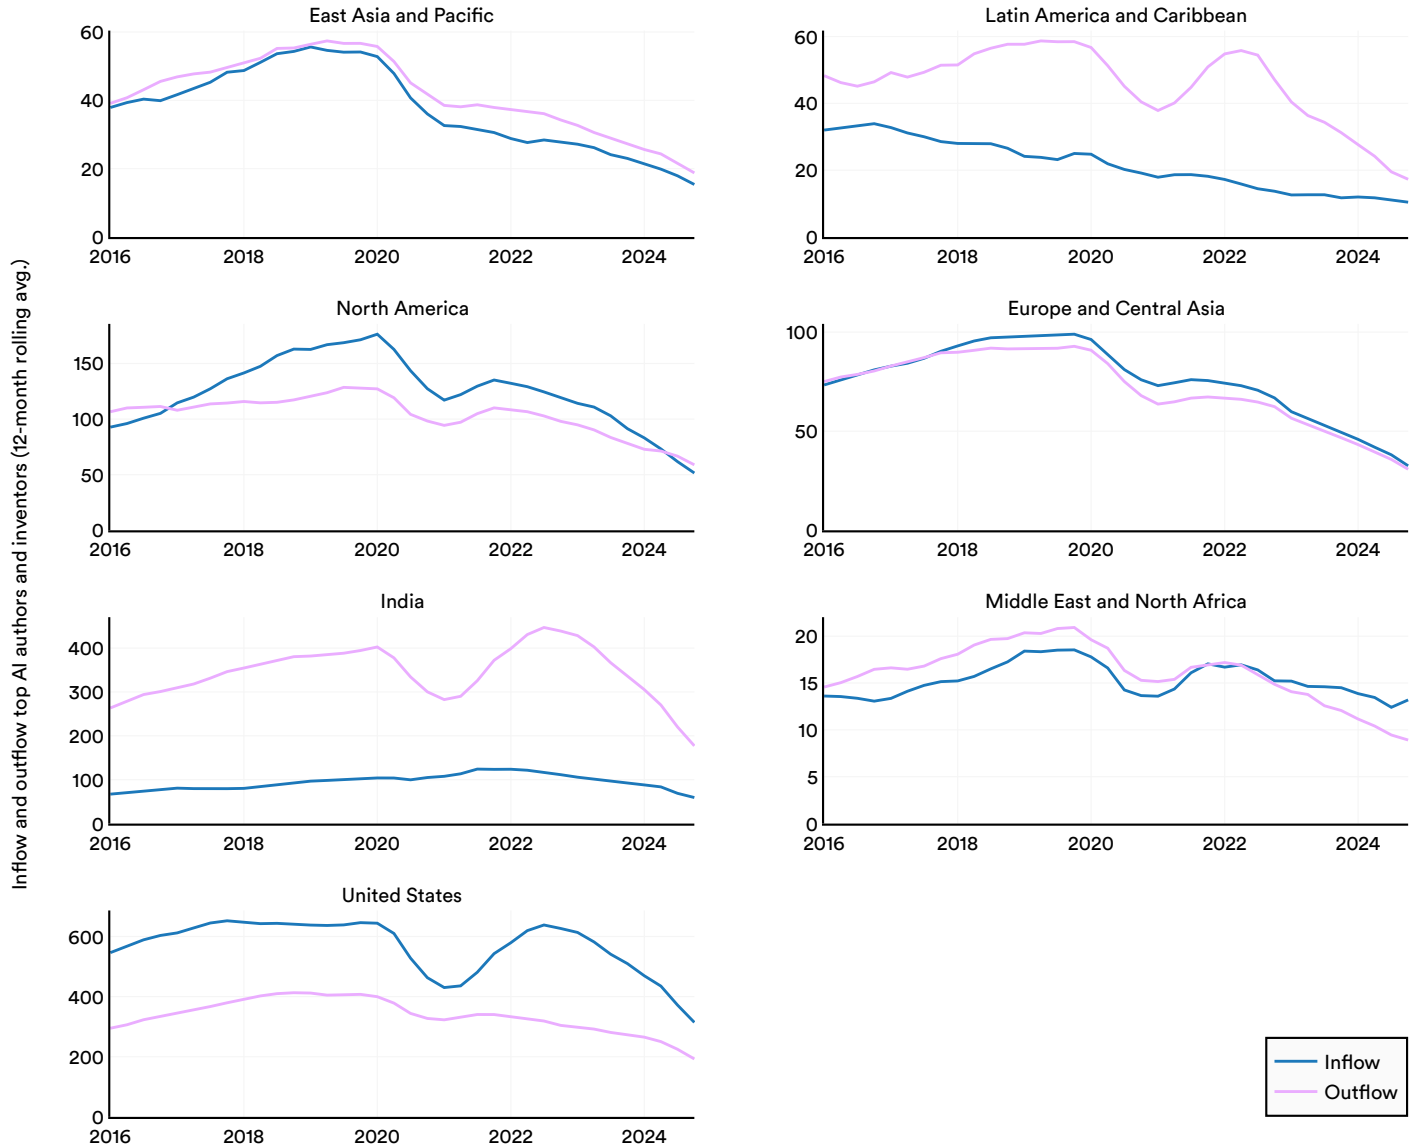 Inflow and outflow top AI authors and inventors (12-month rolling avg.)
East Asia and Pacific
60
40
20
0
2016 2018 2020 2022 2024
Latin America and Caribbean
60
40
20
0
2016 2018 2020 2022 2024
North America
150
100
50
0
2016 2018 2020 2022 2024
Europe and Central Asia
100
50
0
2016 2018 2020 2022 2024
India
400
300
200
100
0
2016 2018 2020 2022 2024
Middle East and North Africa
20
15
10
5
0
2016 2018 2020 2022 2024
United States
600
400
200
0
2016 2018 2020 2022 2024
Inflow
Outflow